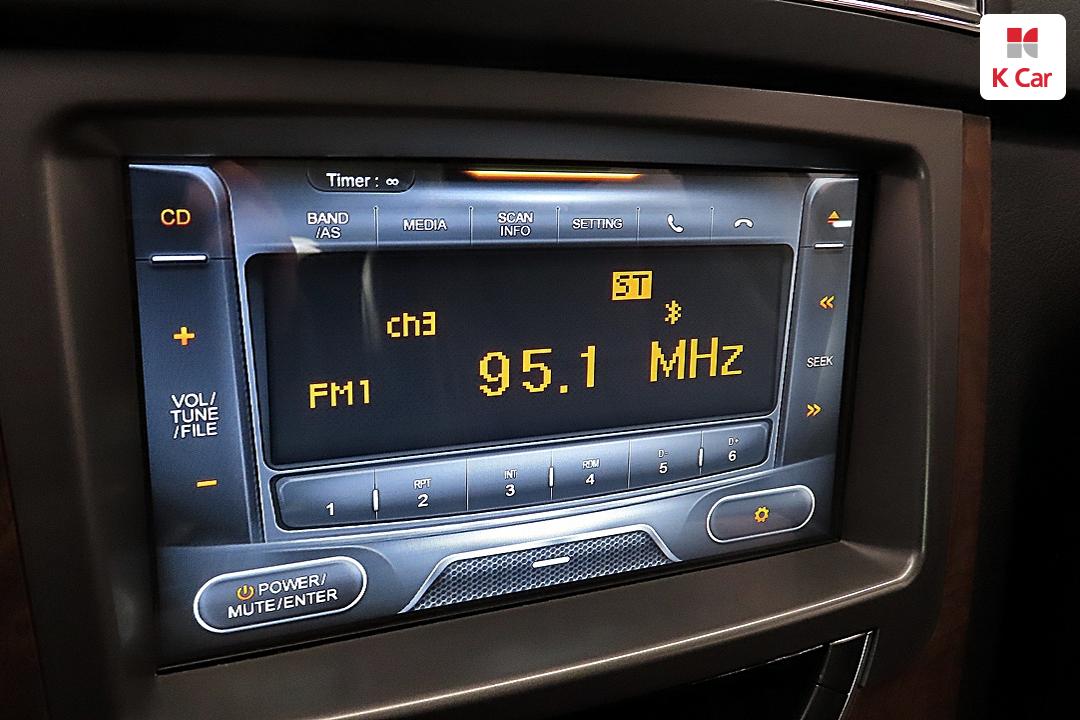 K Car
Timer : ∞
CD
BAND
/AS
MEDIA
SCAN
INFO
SETTING
ST
ch3
FM1
95.1 MHz
+
VOL/
TUNE
/FILE
-
«
SEEK
»
1
RPT
2
INT
3
RDM
4
D-
5
D+
6
POWER/
MUTE/ENTER